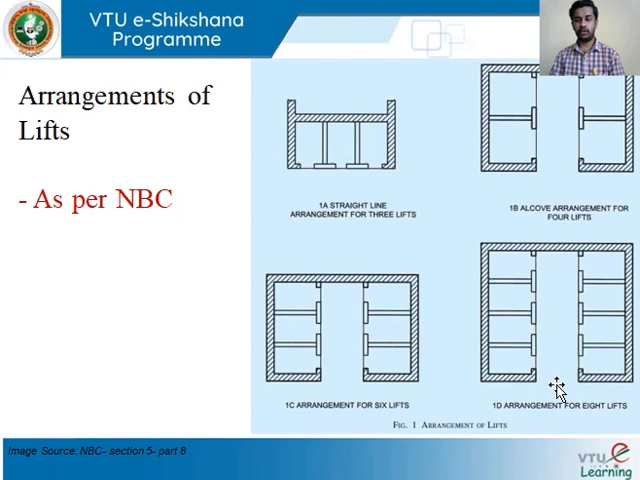 VTU e-Shikshana
Programme
Arrangements of
Lifts
- As per NBC
1A STRAIGHT LINE
ARRANGEMENT FOR THREE LIFTS
1B ALCOVE ARRANGEMENT FOR
FOUR LIFTS
1C ARRANGEMENT FOR SIX LIFTS
1D ARRANGEMENT FOR EIGHT LIFTS
FIG. 1 ARRANGEMENT OF LIFTS
Image Source: NBC- section 5- part 8
VTU
Learning